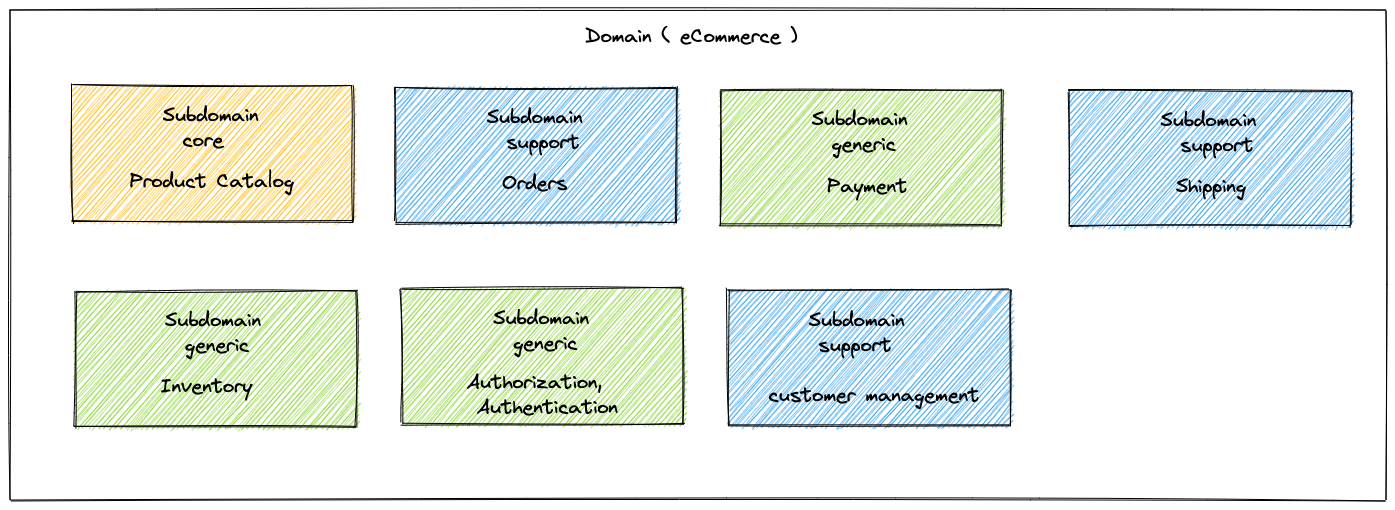 Domain ( eCommerce )
Subdomain
core
Product Catalog
Subdomain
support
Orders
Subdomain
generic
Payment
Subdomain
support
Shipping
Subdomain
generic
Inventory
Subdomain
generic
Authorization,
Authentication
Subdomain
support
customer management